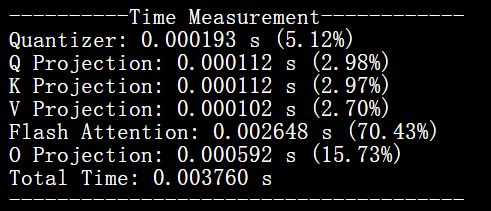 ----------Time Measurement------------
Quantizer: 0.000193 s (5.12%)
Q Projection: 0.000112 s (2.98%)
K Projection: 0.000112 s (2.97%)
V Projection: 0.000102 s (2.70%)
Flash Attention: 0.002648 s (70.43%)
O Projection: 0.000592 s (15.73%)
Total Time: 0.003760 s
--------------------------------------